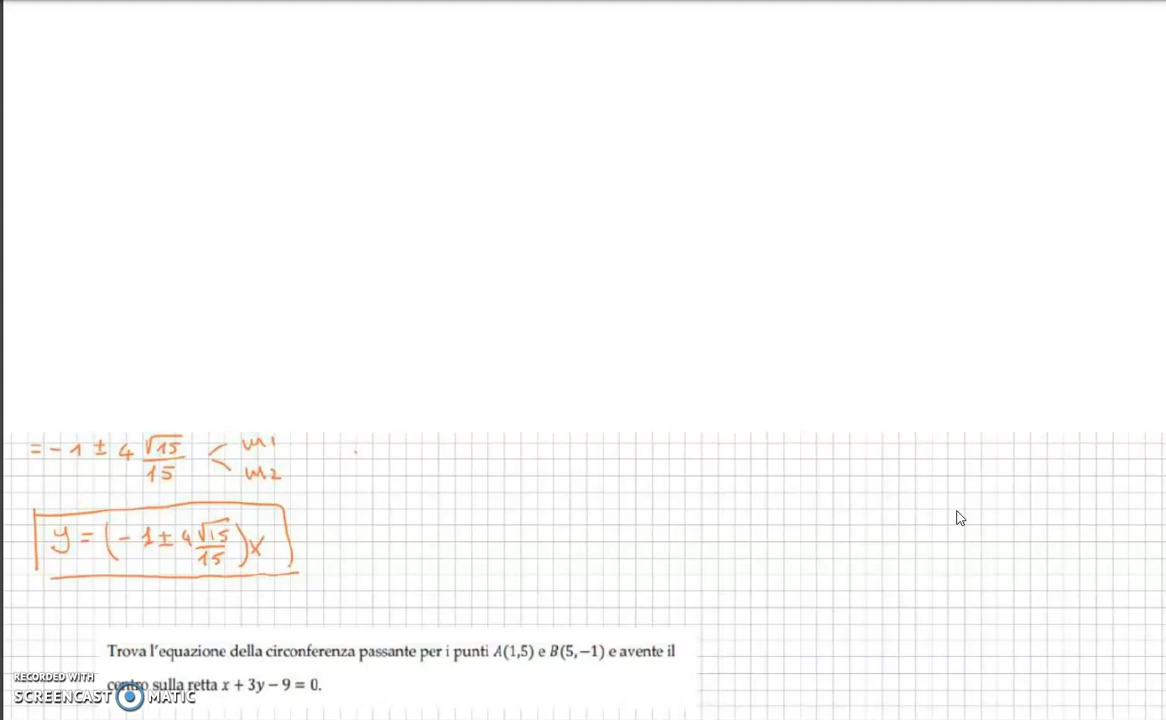 = - 1 ± 4 √15/15 < m1 m2
y = (- 1 ± 4 √15/15) x
Trova l'equazione della circonferenza passante per i punti A(1,5) e B(5,−1) e avente il
centro sulla retta x + 3y − 9 = 0.
RECORDED WITH
SCREENCAST MATIC